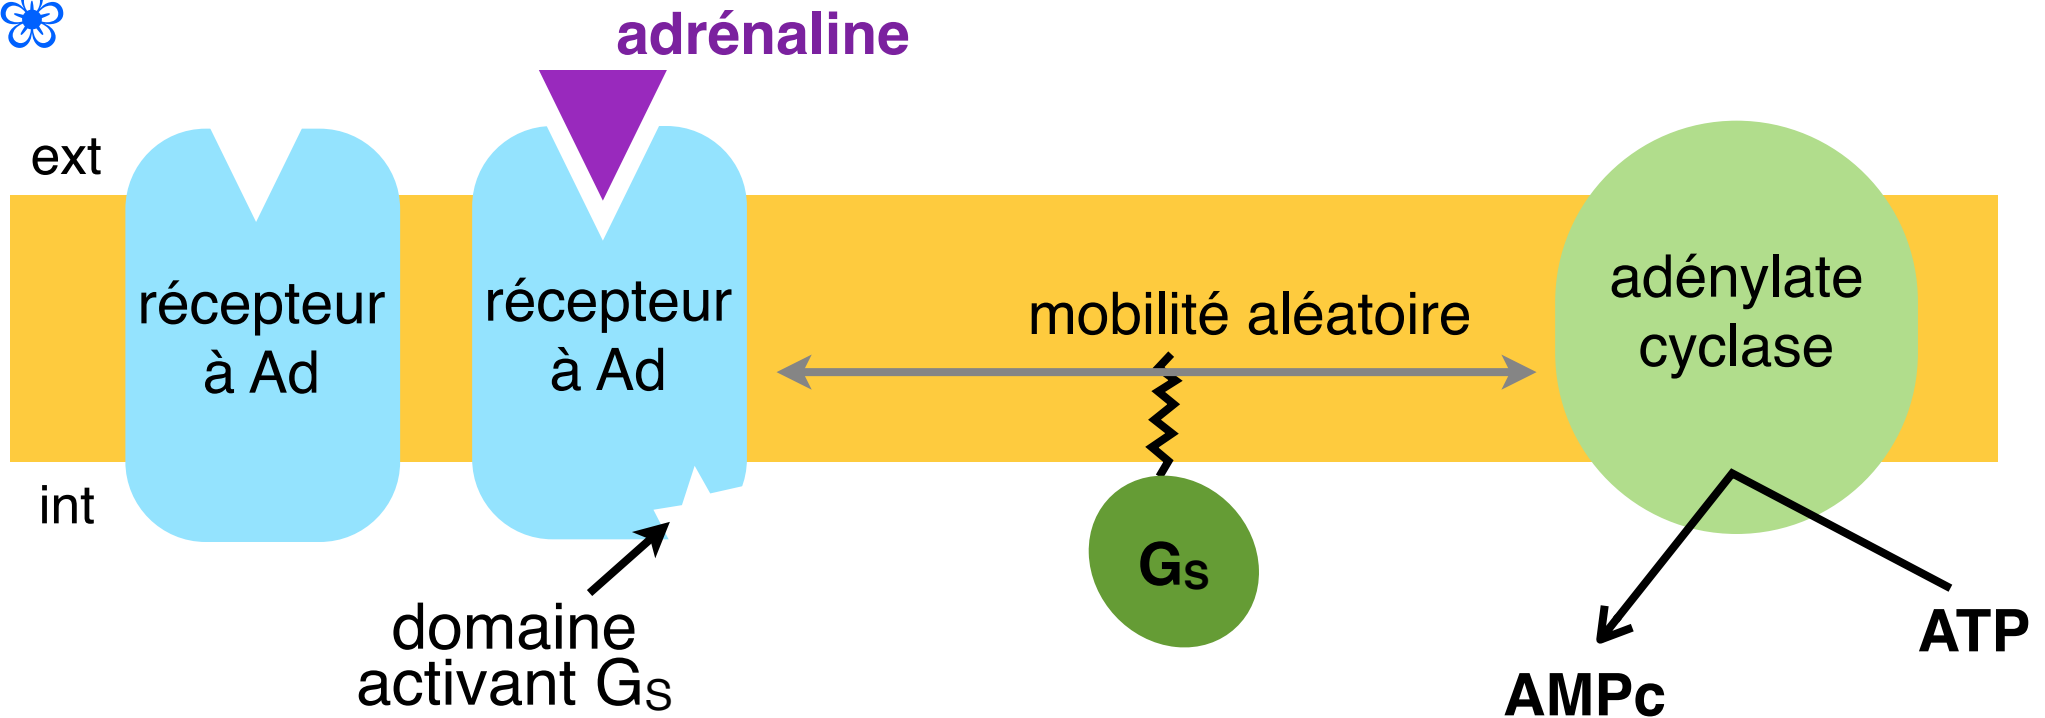 adrénaline
ext
récepteur
à Ad
récepteur
à Ad
mobilité aléatoire
adénylate
cyclase
int
Gs
domaine
activant Gs
ATP
AMPc